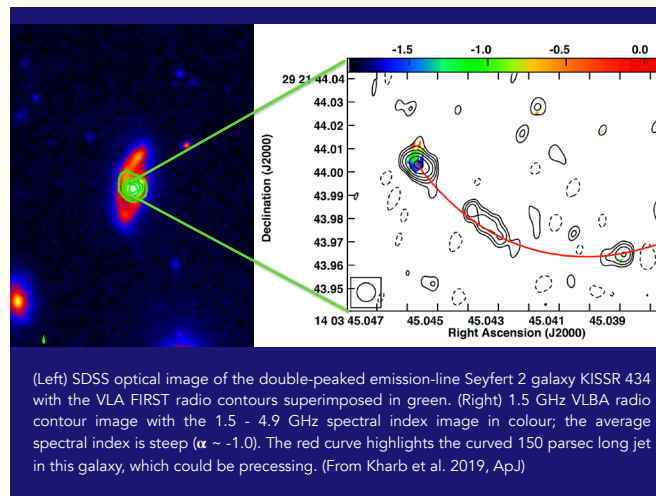 -1.5 -1.0 -0.5 0.0
29 21 44.04
44.03
44.02
44.01
44.00
43.99
43.98
43.97
43.96
43.95
Declination (J2000)
14 03 45.047 45.045 45.043 45.041 45.039
Right Ascension (J2000)
(Left) SDSS optical image of the double-peaked emission-line Seyfert 2 galaxy KISSR 434
with the VLA FIRST radio contours superimposed in green. (Right) 1.5 GHz VLBA radio
contour image with the 1.5 - 4.9 GHz spectral index image in colour; the average
spectral index is steep (α ~ -1.0). The red curve highlights the curved 150 parsec long jet
in this galaxy, which could be precessing. (From Kharb et al. 2019, ApJ)